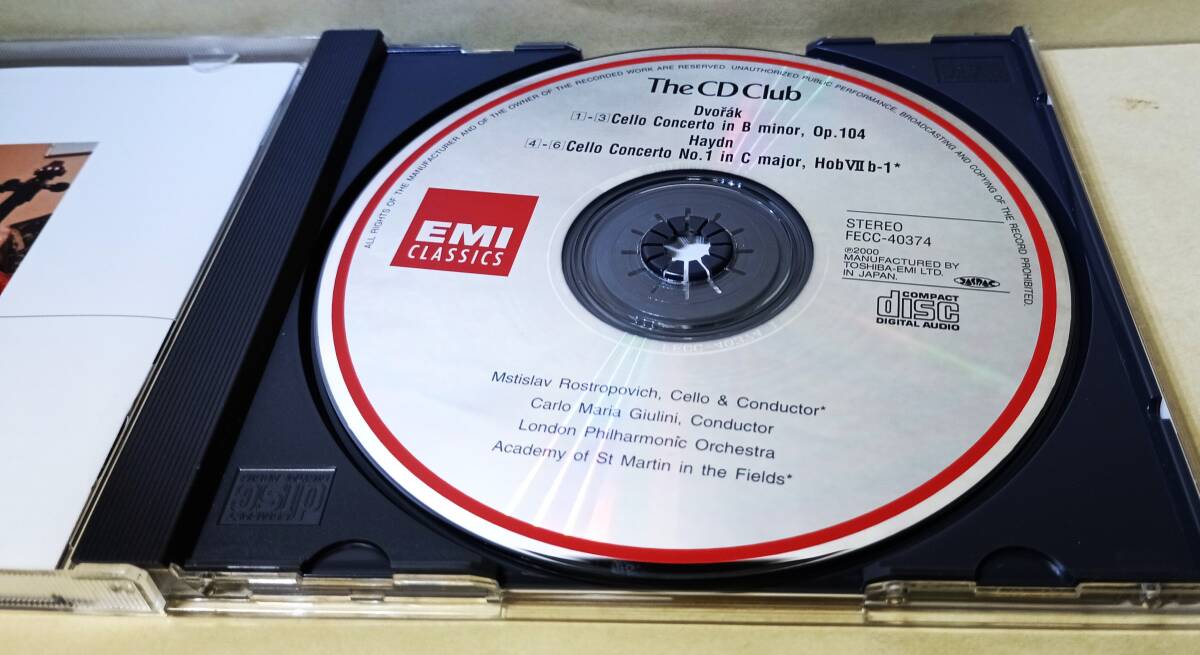 ALL RIGHTS OF THE MANUFACTURER AND OF THE OWNER OF THE RECORDED WORK ARE RESERVED. UNAUTHORIZED PUBLIC PERFORMANCE, BROADCASTING AND COPYING OF THE RECORD PROHIBITED.
The CD Club
Dvořák
1-3 Cello Concerto in B minor, Op.104
Haydn
4-6 Cello Concerto No.1 in C major, HobⅦb-1*
EMI
CLASSICS
STEREO
FECC-40374
℗2000
MANUFACTURED BY
TOSHIBA-EMI LTD.
IN JAPAN.
JASRAC
COMPACT
disc
DIGITAL AUDIO
Mstislav Rostropovich, Cello & Conductor*
Carlo Maria Giulini, Conductor
London Philharmonic Orchestra
Academy of St Martin in the Fields*